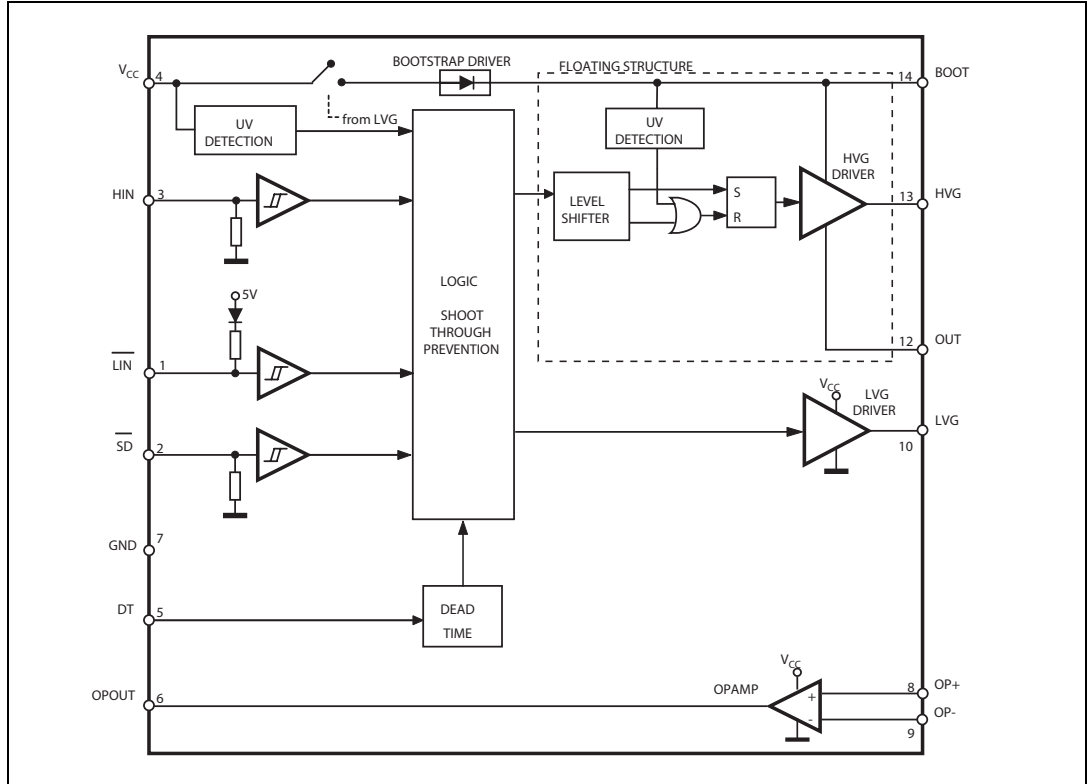 BOOTSTRAP DRIVER
FLOATING STRUCTURE
VCC
4
14
BOOT
from LVG
UV
DETECTION
UV
DETECTION
HVG
DRIVER
HIN
3
LEVEL
SHIFTER
S
R
13
HVG
LOGIC
SHOOT
THROUGH
PREVENTION
5V
OUT
12
LIN
1
VCC
LVG
DRIVER
LVG
10
SD
2
GND
7
DT
5
DEAD
TIME
VCC
OPAMP
OPOUT
6
+
-
8
OP+
OP-
9